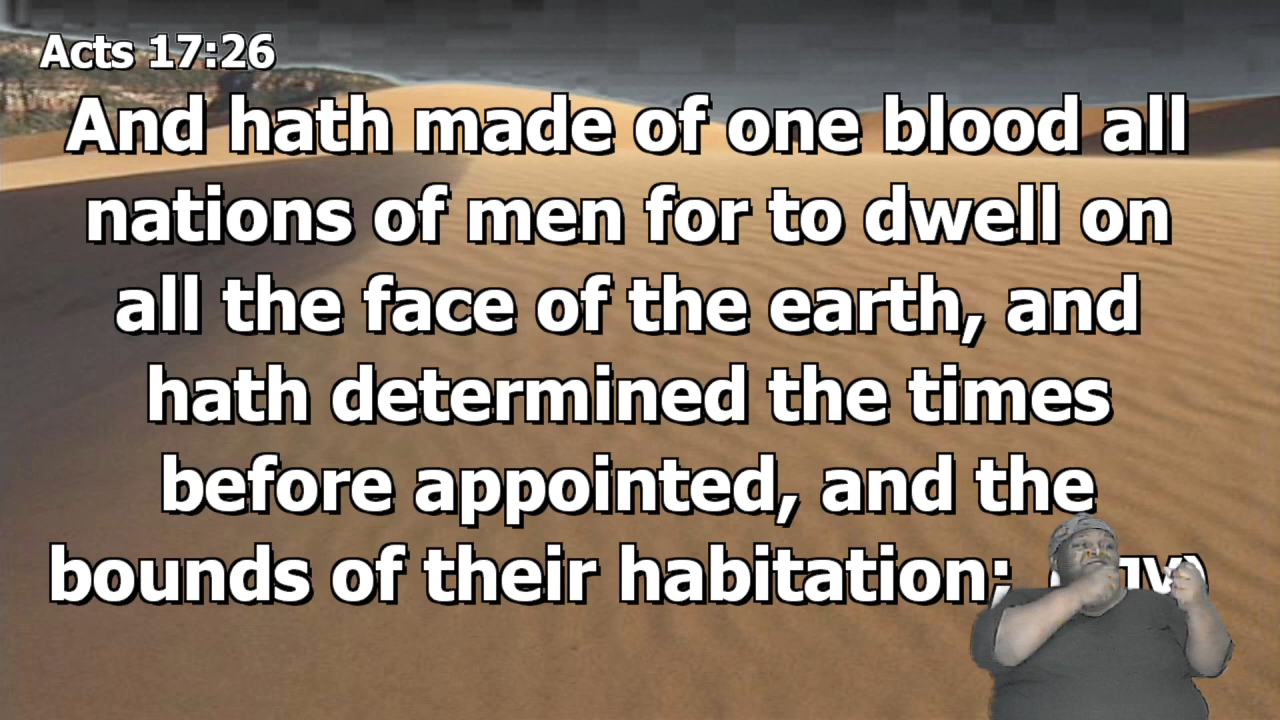 Acts 17:26
And hath made of one blood all
nations of men for to dwell on
all the face of the earth, and
hath determined the times
before appointed, and the
bounds of their habitation;